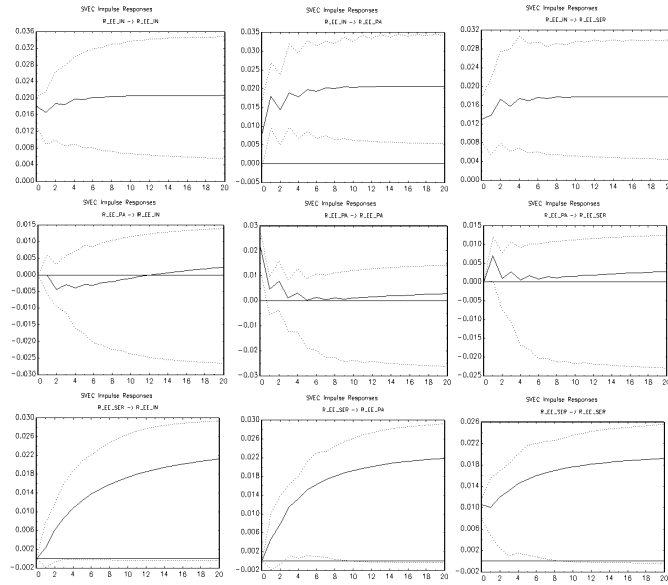 SVEC Impulse Responses
R_EE_IN -> R_EE_IN
0.036
0.032
0.028
0.024
0.020
0.016
0.012
0.008
0.004
0.000
0 2 4 6 8 10 12 14 16 18 20
SVEC Impulse Responses
R_EE_IN -> R_EE_PA
0.035
0.030
0.025
0.020
0.015
0.010
0.005
-0.000
-0.005
0 2 4 6 8 10 12 14 16 18 20
SVEC Impulse Responses
R_EE_IN -> R_EE_SER
0.032
0.028
0.024
0.020
0.016
0.012
0.008
0.004
0.000
0 2 4 6 8 10 12 14 16 18 20
SVEC Impulse Responses
R_EE_PA -> R_EE_IN
0.015
0.010
0.005
-0.000
-0.005
-0.010
-0.015
-0.020
-0.025
-0.030
0 2 4 6 8 10 12 14 16 18 20
SVEC Impulse Responses
R_EE_PA -> R_EE_PA
0.03
0.02
0.01
0.00
-0.01
-0.02
-0.03
0 2 4 6 8 10 12 14 16 18 20
SVEC Impulse Responses
R_EE_PA -> R_EE_SER
0.015
0.010
0.005
-0.000
-0.005
-0.010
-0.015
-0.020
-0.025
0 2 4 6 8 10 12 14 16 18 20
SVEC Impulse Responses
R_EE_SER -> R_EE_IN
0.030
0.026
0.022
0.018
0.014
0.010
0.006
0.002
-0.002
0 2 4 6 8 10 12 14 16 18 20
SVEC Impulse Responses
R_EE_SER -> R_EE_PA
0.030
0.026
0.022
0.018
0.014
0.010
0.006
0.002
-0.002
0 2 4 6 8 10 12 14 16 18 20
SVEC Impulse Responses
R_EE_SER -> R_EE_SER
0.026
0.022
0.018
0.014
0.010
0.006
0.002
-0.002
0 2 4 6 8 10 12 14 16 18 20